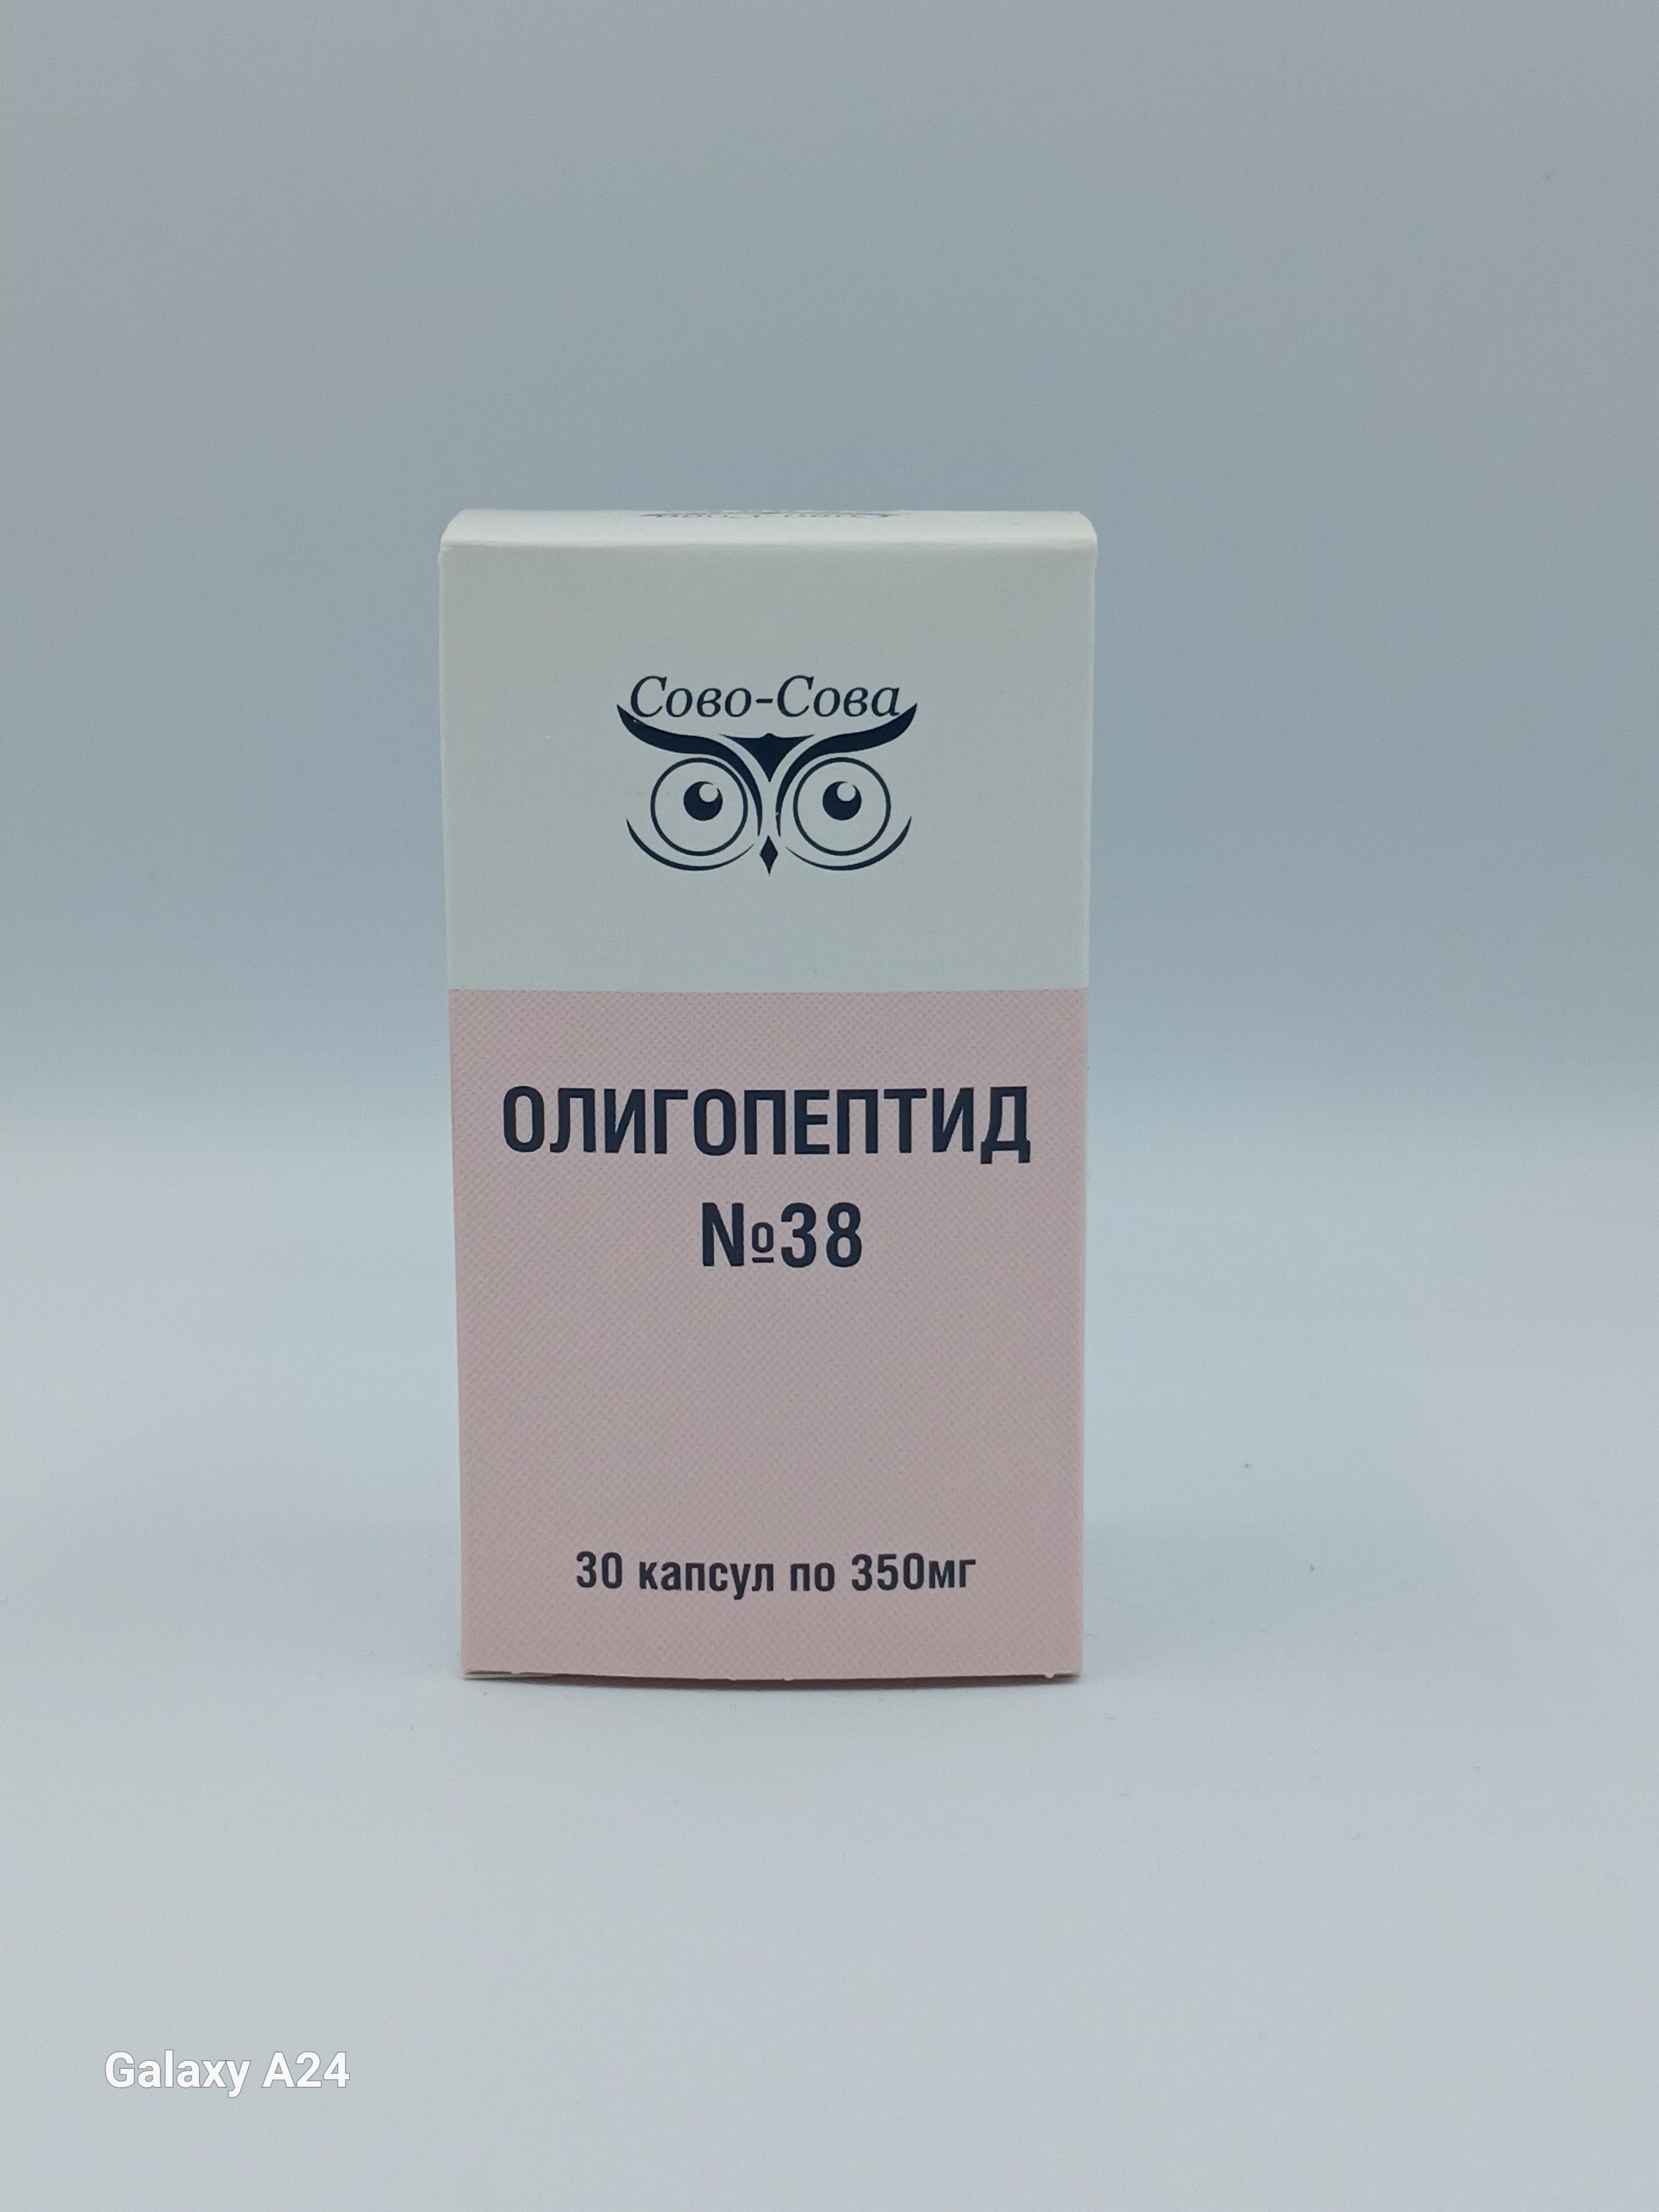 Сово-Сова
ОЛИГОПЕПТИД
№38
30 капсул по 350мг
Galaxy A24